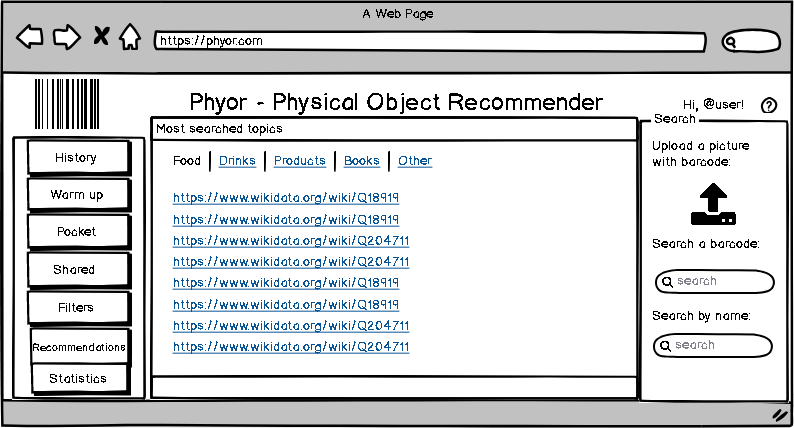 A Web Page
https://phyor.com
Phyor - Physical Object Recommender
Hi, @user!
?
History
Warm up
Pocket
Shared
Filters
Recommendations
Statistics
Most searched topics
Food Drinks Products Books Other
https://www.wikidata.org/wiki/Q18919
https://www.wikidata.org/wiki/Q18919
https://www.wikidata.org/wiki/Q204711
https://www.wikidata.org/wiki/Q204711
https://www.wikidata.org/wiki/Q18919
https://www.wikidata.org/wiki/Q18919
https://www.wikidata.org/wiki/Q204711
https://www.wikidata.org/wiki/Q204711
Search
Upload a picture
with barcode:
Search a barcode:
search
Search by name:
search